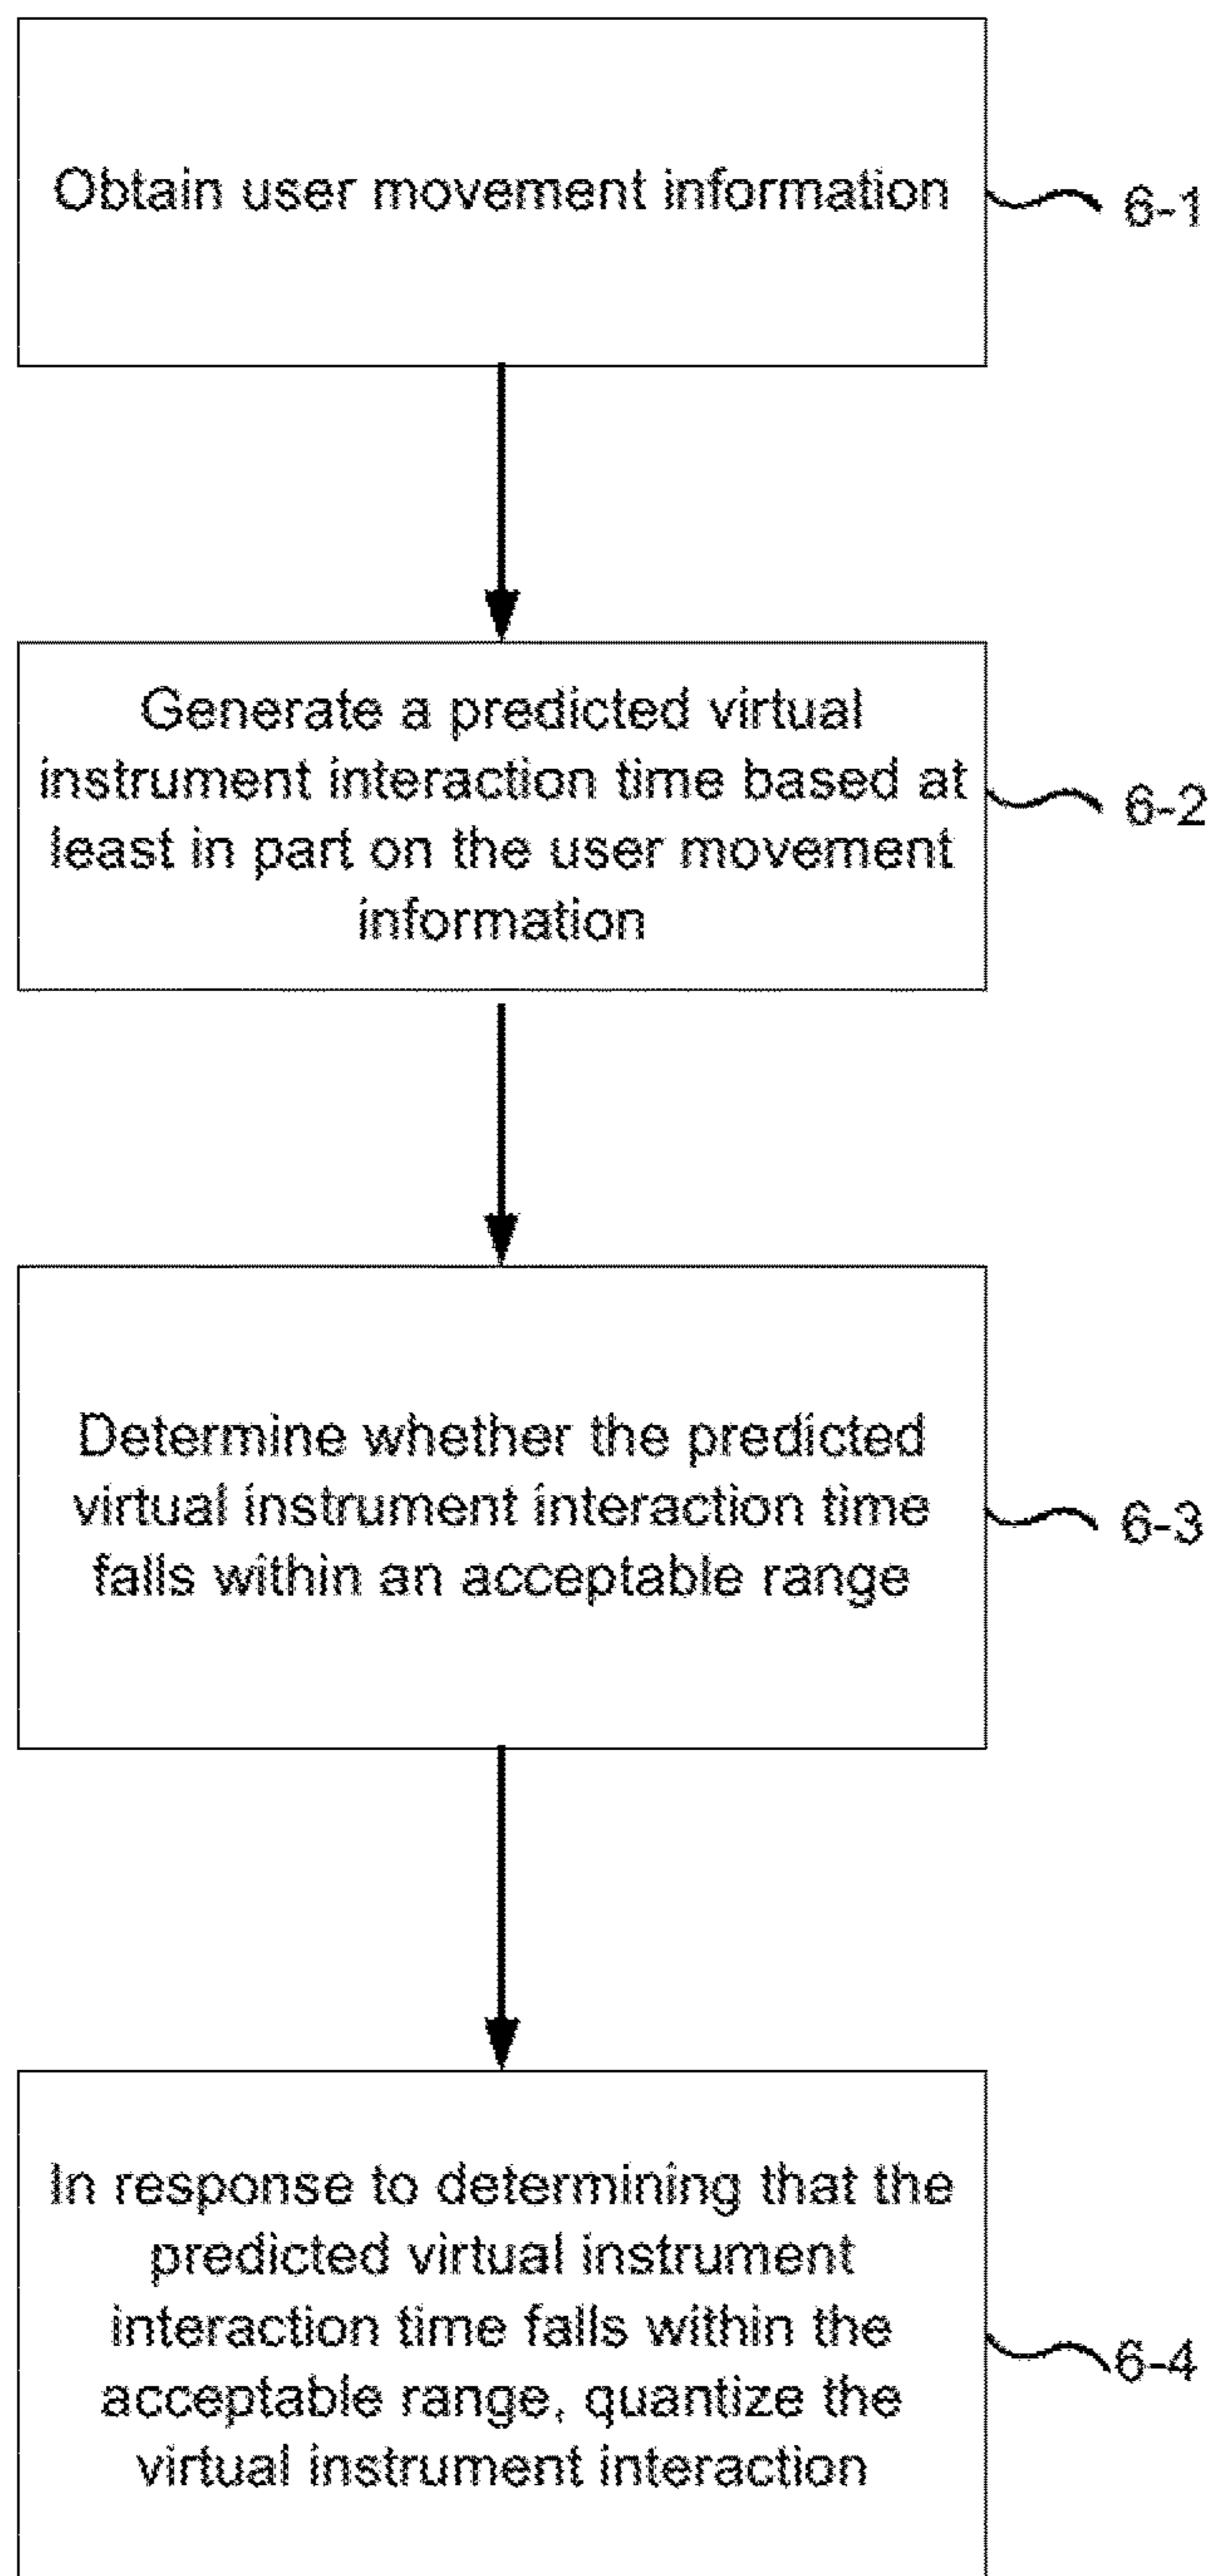 Obtain user movement information
6-1
Generate a predicted virtual
instrument interaction time based at
least in part on the user movement
information
6-2
Determine whether the predicted
virtual instrument interaction time
falls within an acceptable range
6-3
In response to determining that the
predicted virtual instrument
interaction time falls within the
acceptable range, quantize the
virtual instrument interaction
6-4